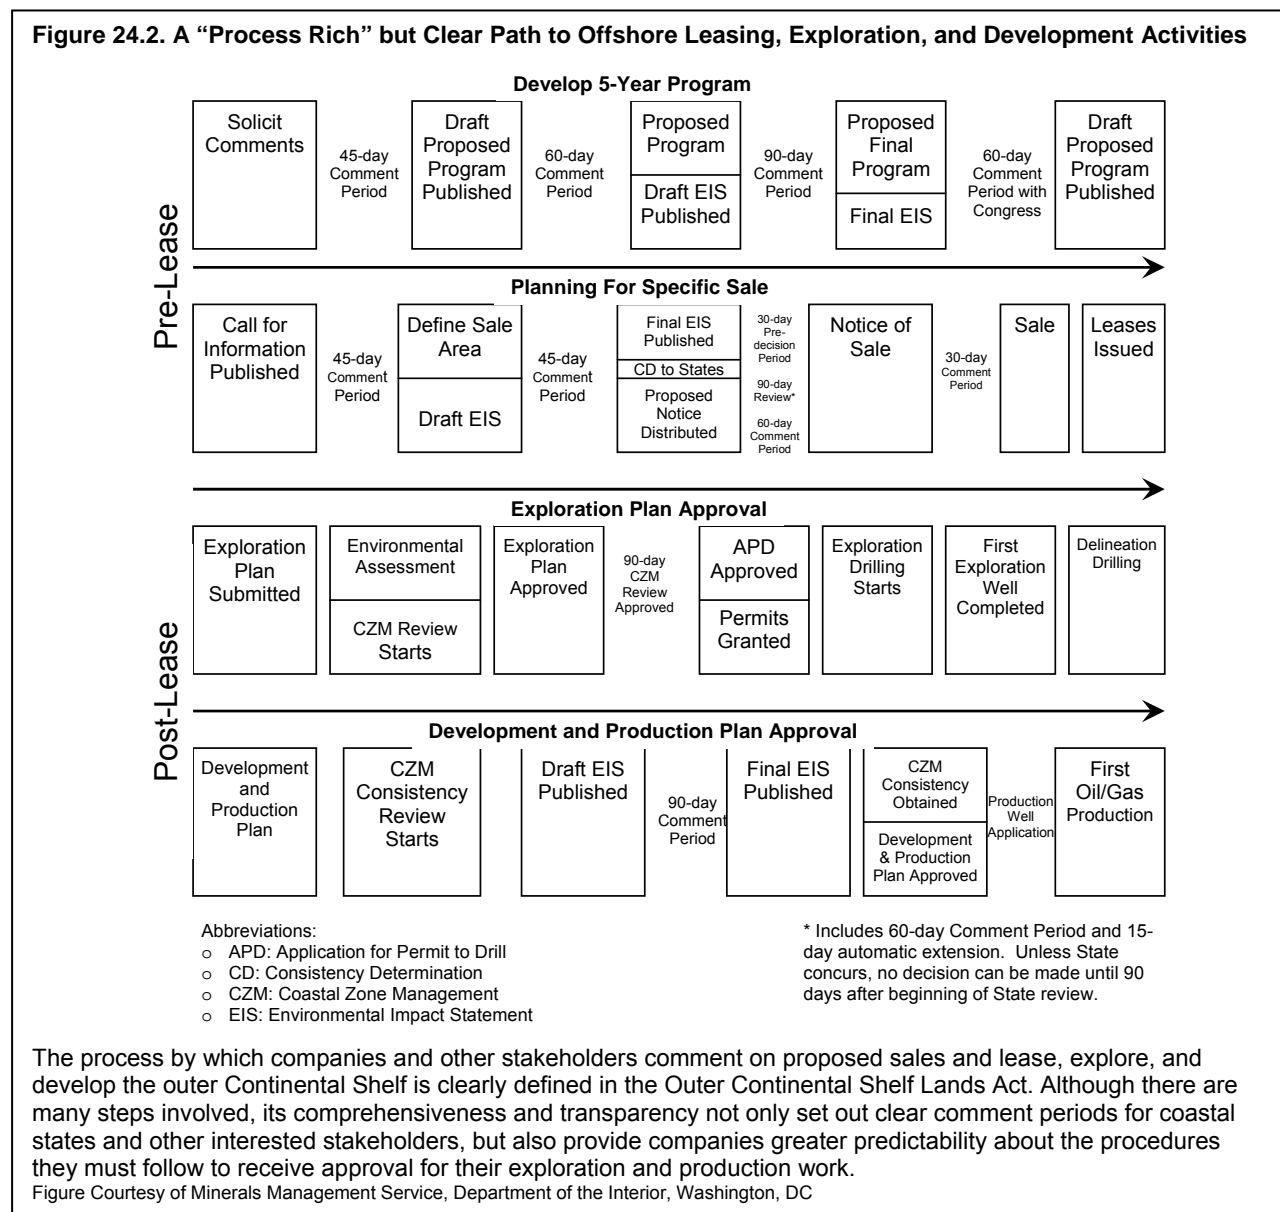 Figure 24.2. A “Process Rich” but Clear Path to Offshore Leasing, Exploration, and Development Activities
Pre-Lease
Develop 5-Year Program
Solicit
Comments
45-day
Comment
Period
Draft
Proposed
Program
Published
60-day
Comment
Period
Proposed
Program
Draft EIS
Published
90-day
Comment
Period
Proposed
Final
Program
Final EIS
60-day
Comment
Period with
Congress
Draft
Proposed
Program
Published
Planning For Specific Sale
Call for
Information
Published
45-day
Comment
Period
Define Sale
Area
Draft EIS
45-day
Comment
Period
Final EIS
Published
CD to States
Proposed
Notice
Distributed
30-day
Pre-
decision
Period
90-day
Review*
60-day
Comment
Period
Notice of
Sale
30-day
Comment
Period
Sale
Leases
Issued
Post-Lease
Exploration Plan Approval
Exploration
Plan
Submitted
Environmental
Assessment
CZM Review
Starts
Exploration
Plan
Approved
90-day
CZM
Review
Approved
APD
Approved
Permits
Granted
Exploration
Drilling
Starts
First
Exploration
Well
Completed
Delineation
Drilling
Development and Production Plan Approval
Development
and
Production
Plan
CZM
Consistency
Review
Starts
Draft EIS
Published
90-day
Comment
Period
Final EIS
Published
CZM
Consistency
Obtained
Development
& Production
Plan Approved
Production
Well
Application
First
Oil/Gas
Production
Abbreviations:
o APD: Application for Permit to Drill
o CD: Consistency Determination
o CZM: Coastal Zone Management
o EIS: Environmental Impact Statement
* Includes 60-day Comment Period and 15-
day automatic extension. Unless State
concurs, no decision can be made until 90
days after beginning of State review.
The process by which companies and other stakeholders comment on proposed sales and lease, explore, and
develop the outer Continental Shelf is clearly defined in the Outer Continental Shelf Lands Act. Although there are
many steps involved, its comprehensiveness and transparency not only set out clear comment periods for coastal
states and other interested stakeholders, but also provide companies greater predictability about the procedures
they must follow to receive approval for their exploration and production work.
Figure Courtesy of Minerals Management Service, Department of the Interior, Washington, DC